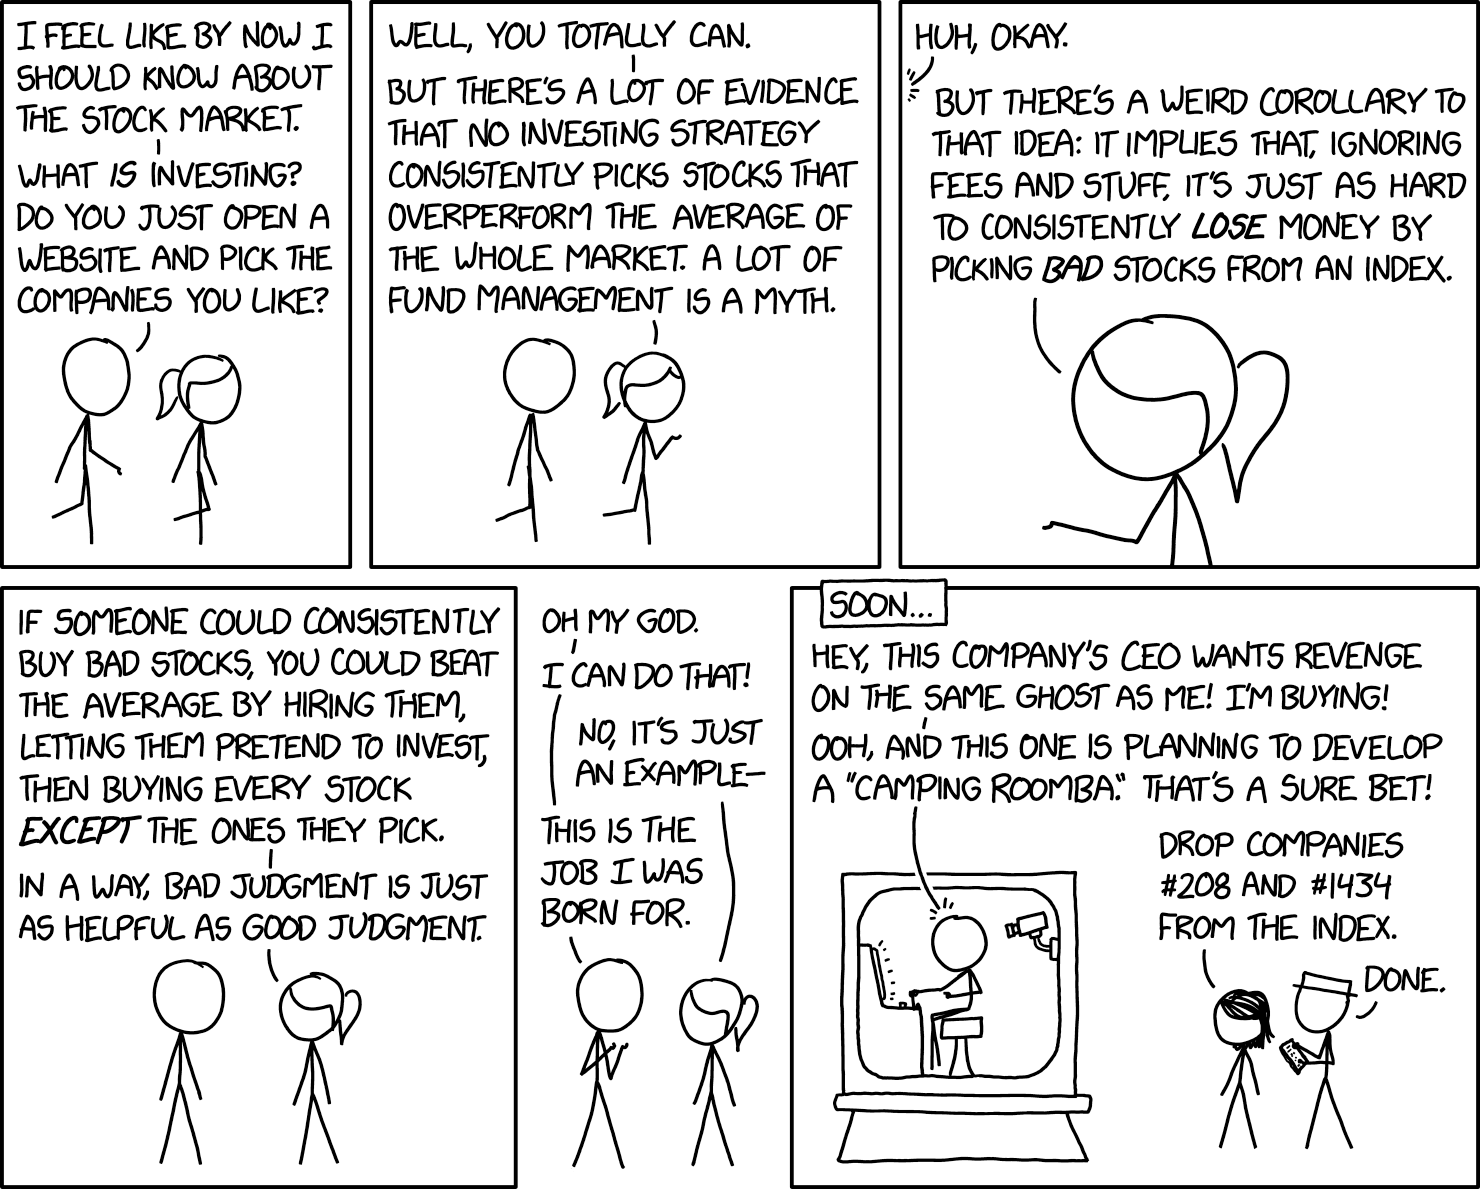 I FEEL LIKE BY NOW I
SHOULD KNOW ABOUT
THE STOCK MARKET.
WHAT IS INVESTING?
DO YOU JUST OPEN A
WEBSITE AND PICK THE
COMPANIES YOU LIKE?
WELL, YOU TOTALLY CAN.
BUT THERE'S A LOT OF EVIDENCE
THAT NO INVESTING STRATEGY
CONSISTENTLY PICKS STOCKS THAT
OVERPERFORM THE AVERAGE OF
THE WHOLE MARKET. A LOT OF
FUND MANAGEMENT IS A MYTH.
HUH, OKAY.
BUT THERE'S A WEIRD COROLLARY TO
THAT IDEA: IT IMPLIES THAT, IGNORING
FEES AND STUFF, IT'S JUST AS HARD
TO CONSISTENTLY LOSE MONEY BY
PICKING BAD STOCKS FROM AN INDEX.
IF SOMEONE COULD CONSISTENTLY
BUY BAD STOCKS, YOU COULD BEAT
THE AVERAGE BY HIRING THEM,
LETTING THEM PRETEND TO INVEST,
THEN BUYING EVERY STOCK
EXCEPT THE ONES THEY PICK.
IN A WAY, BAD JUDGMENT IS JUST
AS HELPFUL AS GOOD JUDGMENT.
OH MY GOD.
I CAN DO THAT!
NO, IT'S JUST
AN EXAMPLE—
THIS IS THE
JOB I WAS
BORN FOR.
SOON...
HEY, THIS COMPANY'S CEO WANTS REVENGE
ON THE SAME GHOST AS ME! I'M BUYING!
OOH, AND THIS ONE IS PLANNING TO DEVELOP
A "CAMPING ROOMBA." THAT'S A SURE BET!
DROP COMPANIES
#208 AND #1434
FROM THE INDEX.
DONE.